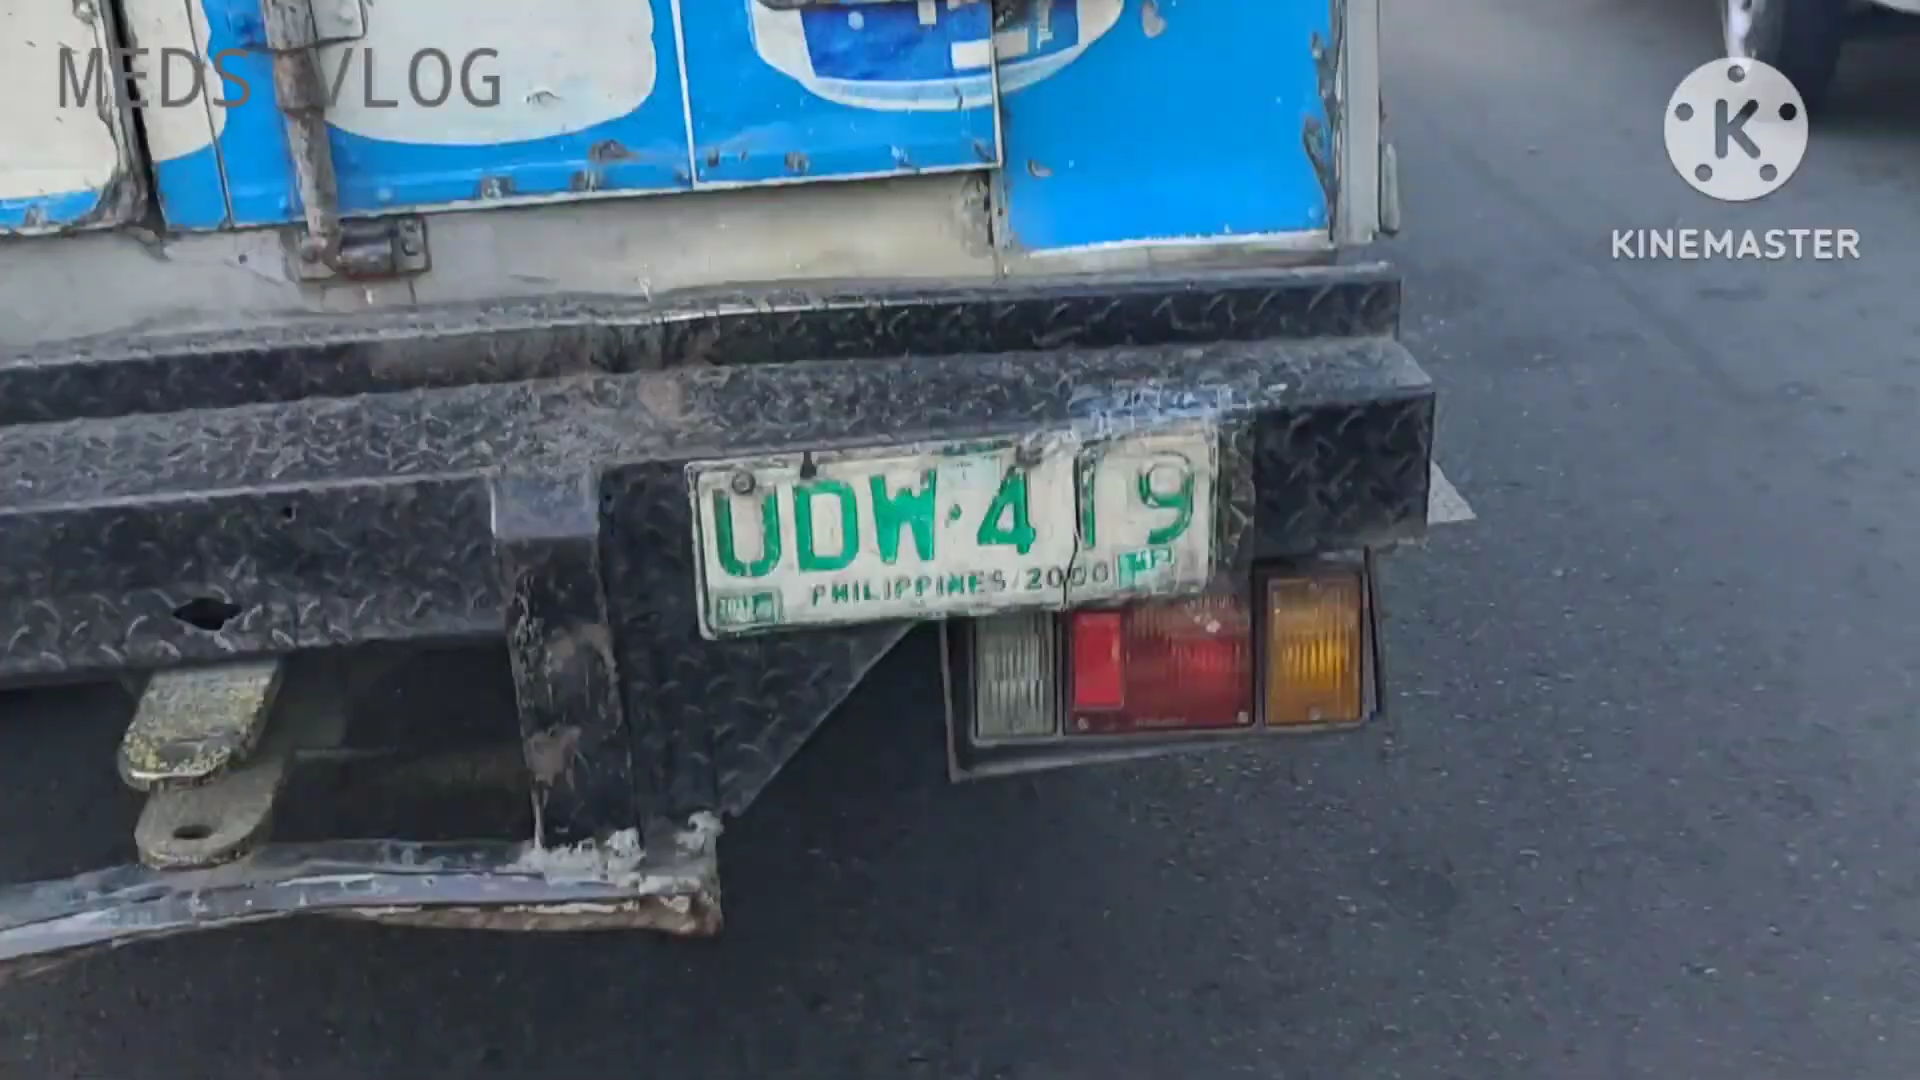 MEDS VLOG
K
KINEMASTER
UDW·419
PHILIPPINES 2000